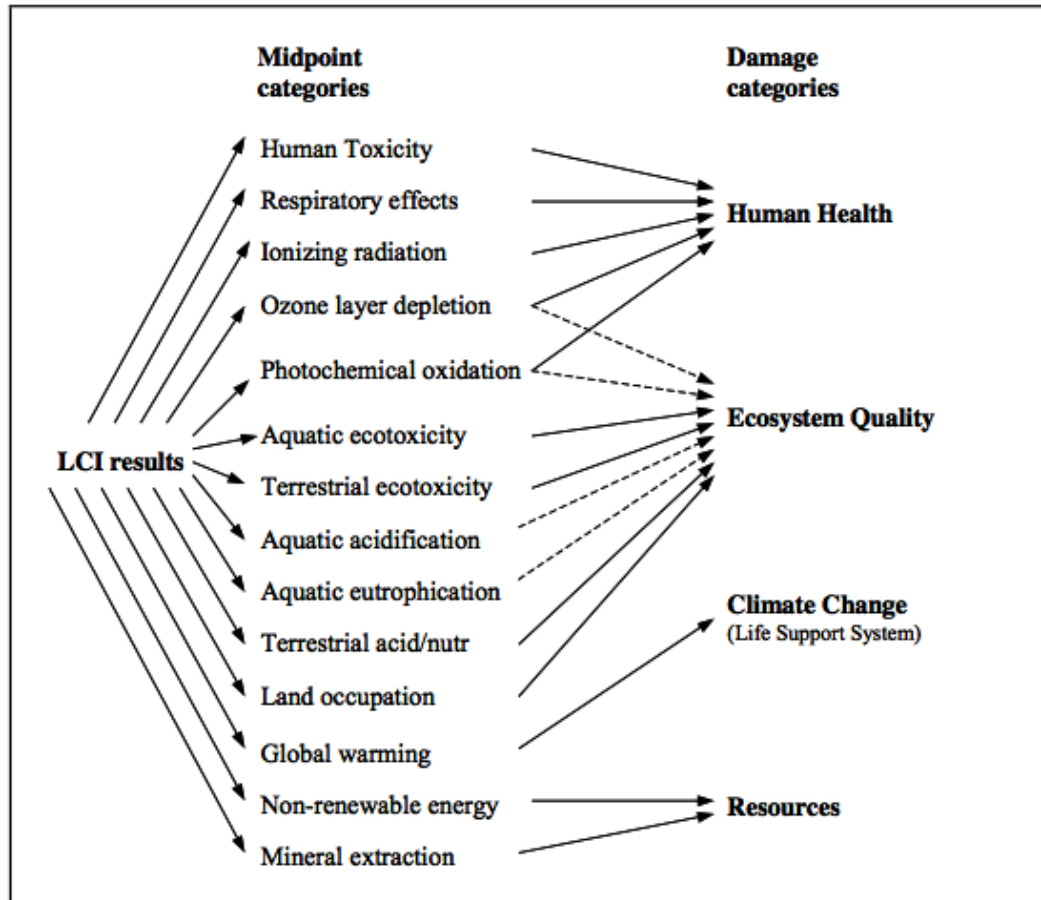 Midpoint
categories
Damage
categories
Human Toxicity
Respiratory effects
Human Health
Ionizing radiation
Ozone layer depletion
Photochemical oxidation
Ecosystem Quality
Aquatic ecotoxicity
LCI results
Terrestrial ecotoxicity
Aquatic acidification
Aquatic eutrophication
Climate Change
(Life Support System)
Terrestrial acid/nutr
Land occupation
Global warming
Non-renewable energy
Resources
Mineral extraction